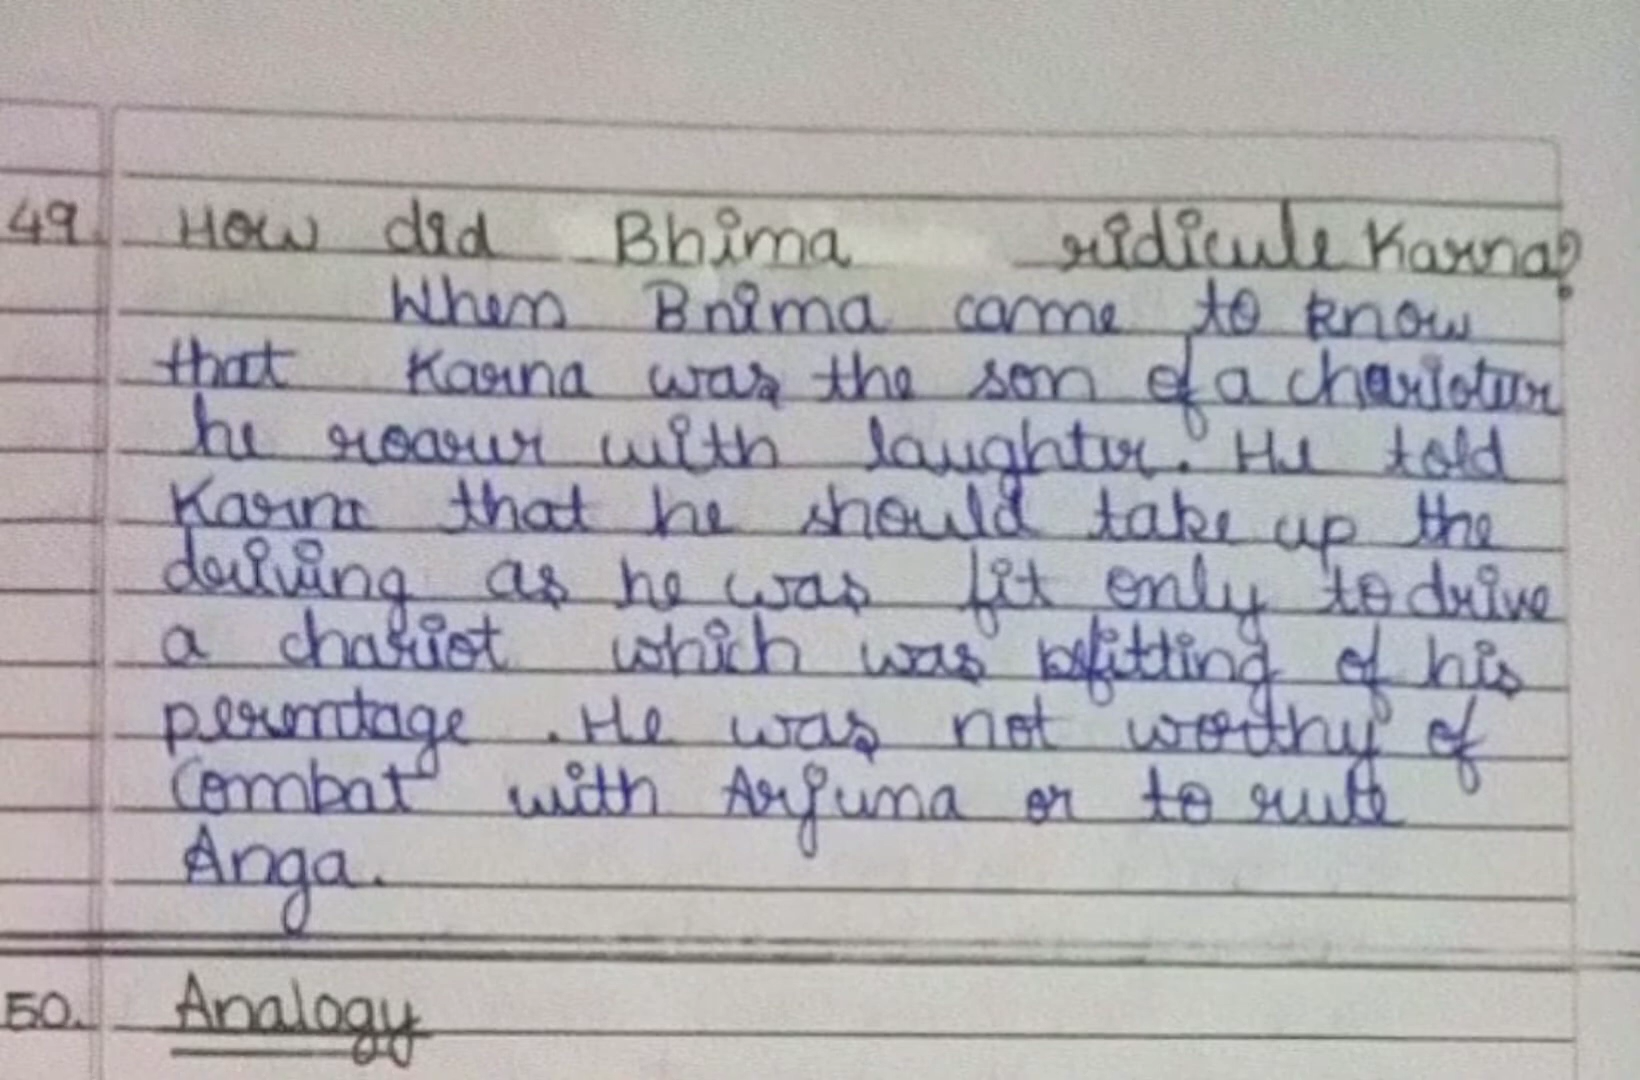 49. How did Bhima ridicule Karna?
When Bhima came to know
that Karna was the son of a charioteer
he roarer with laughter. He told
Karna that he should take up the
driving as he was fit only to drive
a chariot which was befitting of his
perentage. He was not worthy of
combat with Arjuna or to rule
Anga.
50. Analogy